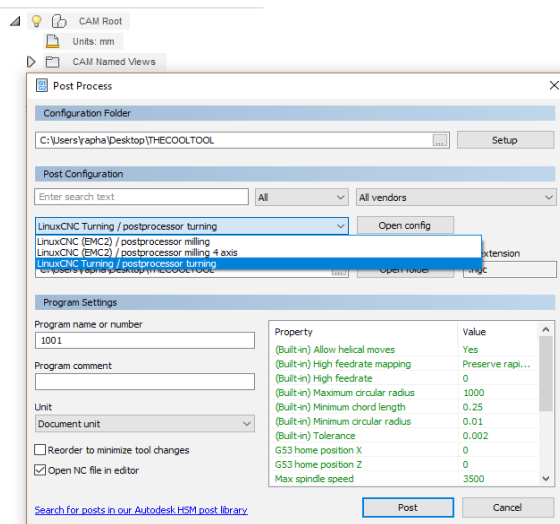 CAM Root
Units: mm
CAM Named Views
Post Process
Configuration Folder
C:\Users\rapha\Desktop\THECOOLTOOL
...
Setup
Post Configuration
Enter search text
All
All vendors
LinuxCNC Turning / postprocessor turning
Open config
LinuxCNC (EMC2) / postprocessor milling
LinuxCNC (EMC2) / postprocessor milling 4 axis
LinuxCNC Turning / postprocessor turning
extension
C:\Users\rapha\Desktop\THECOOLTOOL
...
Open folder
.ngc
Program Settings
Program name or number
1001
Program comment
Unit
Document unit
Reorder to minimize tool changes
Open NC file in editor
Property Value
(Built-in) Allow helical moves Yes
(Built-in) High feedrate mapping Preserve rapi...
(Built-in) High feedrate 0
(Built-in) Maximum circular radius 1000
(Built-in) Minimum chord length 0.25
(Built-in) Minimum circular radius 0.01
(Built-in) Tolerance 0.002
G53 home position X 0
G53 home position Z 0
Max spindle speed 3500
Search for posts in our Autodesk HSM post library
Post
Cancel